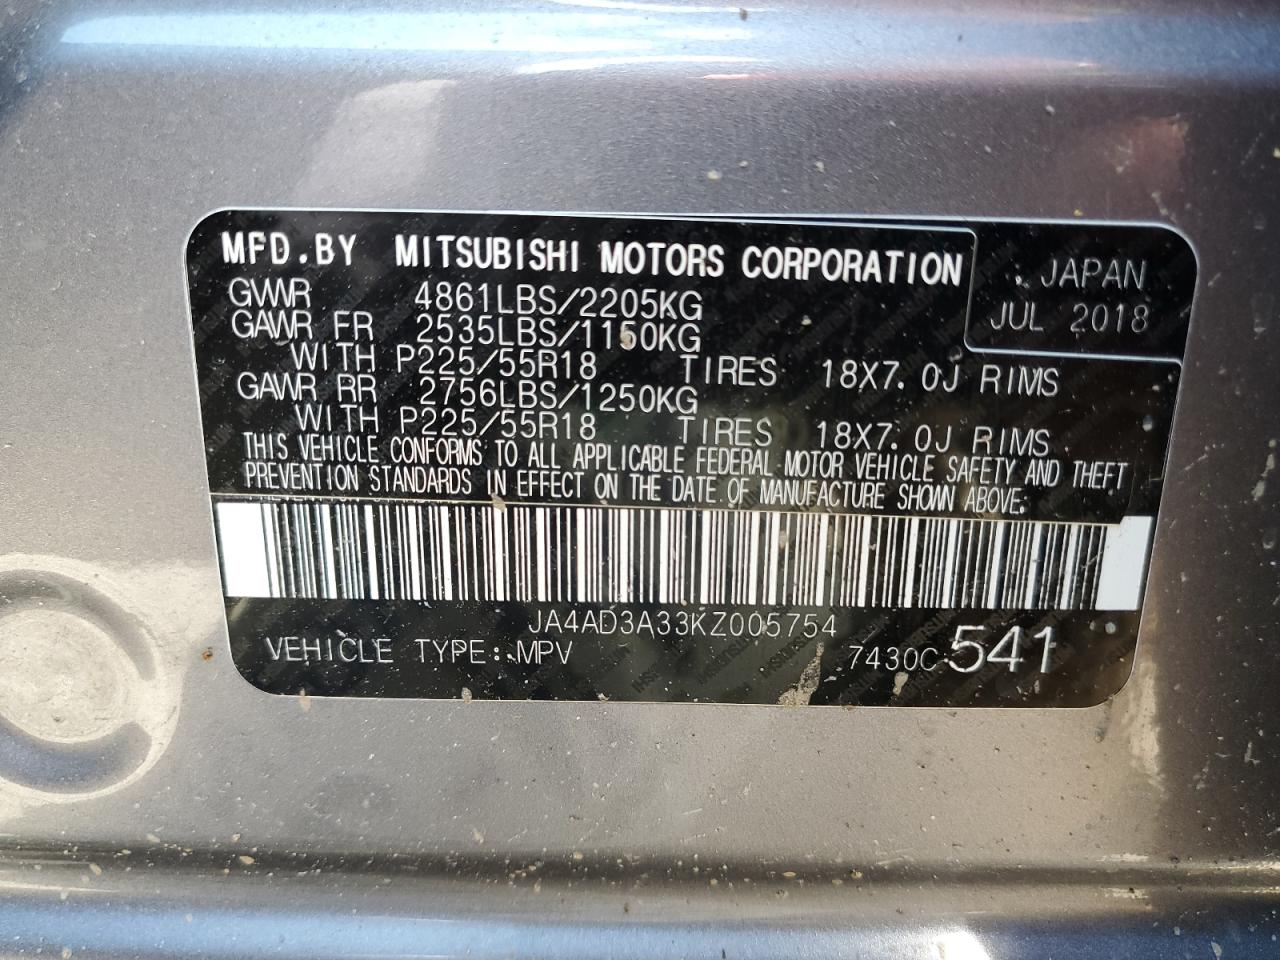 MFD.BY MITSUBISHI MOTORS CORPORATION
JAPAN
JUL 2018
GVWR 4861LBS/2205KG
GAWR FR 2535LBS/1150KG
WITH P225/55R18 TIRES 18X7.0J RIMS
GAWR RR 2756LBS/1250KG
WITH P225/55R18 TIRES 18X7.0J RIMS
THIS VEHICLE CONFORMS TO ALL APPLICABLE FEDERAL MOTOR VEHICLE SAFETY AND THEFT
PREVENTION STANDARDS IN EFFECT ON THE DATE OF MANUFACTURE SHOWN ABOVE.
JA4AD3A33KZ005754
VEHICLE TYPE: MPV 7430C 541